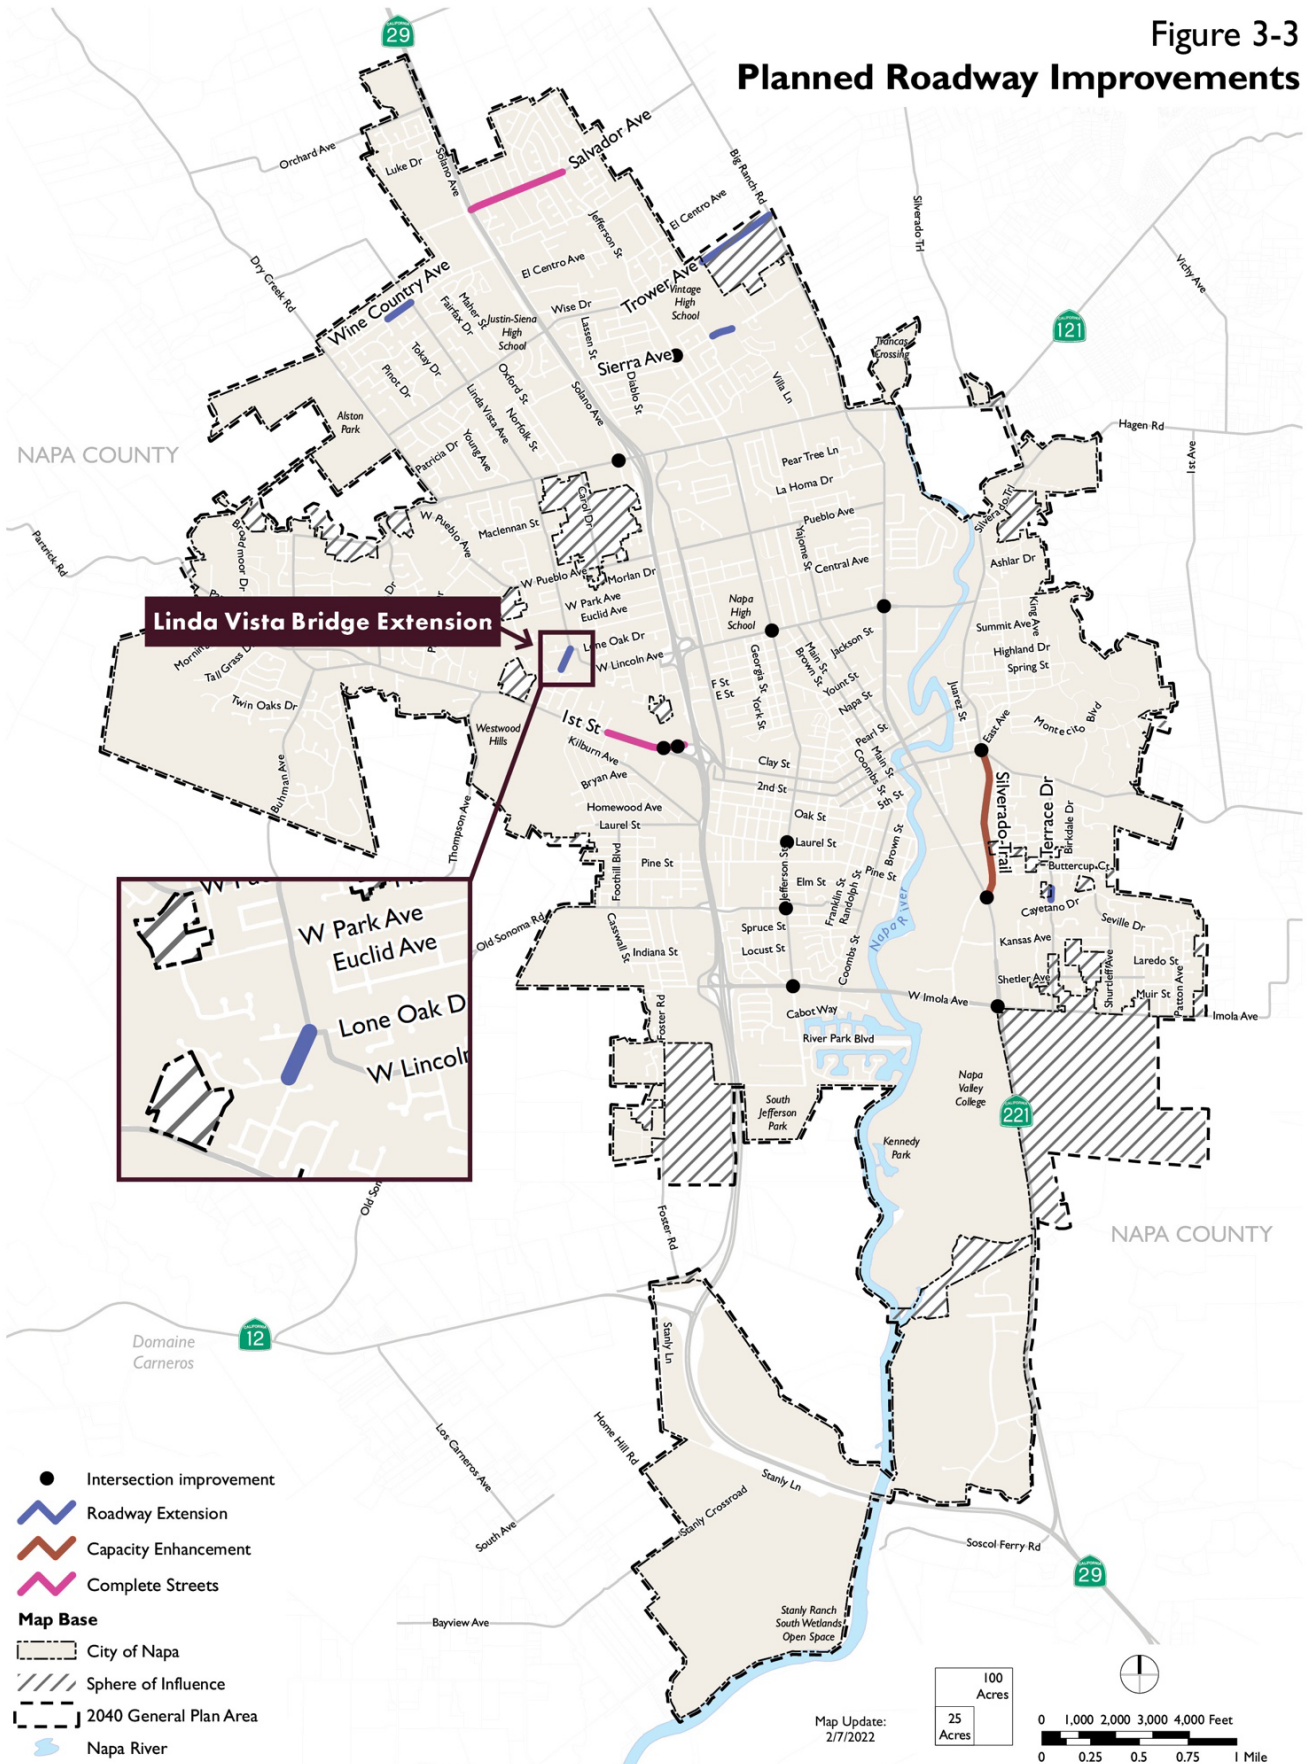 Figure 3-3
Planned Roadway Improvements
CALIFORNIA
29
Orchard Ave
Luke Dr
Solano Ave
Salvador Ave
Big Ranch Rd
El Centro Ave
Silverado Trl
Vichy Ave
Jefferson St
Dry Creek Rd
El Centro Ave
Trower Ave
Wine Country Ave
Vintage
High
School
Maher St
Fairfax Dr
Wise Dr
Justin-Siena
High
School
Lassen St
CALIFORNIA
121
Trancas
Crossing
Sierra Ave
Tokay Dr
Pinot Dr
Oxford St
Diablo St
Villa Ln
Solano Ave
Linda Vista Ave
Norfolk St
Alston
Park
Hagen Rd
1st Ave
NAPA COUNTY
Patricia Dr
Young Ave
Pear Tree Ln
La Homa Dr
Carol Dr
W Pueblo Ave
Maclennan St
Pueblo Ave
Yajome St
Silverado Trl
Broadmoor Dr
Partrick Rd
Central Ave
Ashlar Dr
W Pueblo Ave
Morlan Dr
Dr
W Park Ave
Euclid Ave
Napa
High
School
King Ave
Summit Ave
Linda Vista Bridge Extension
Lone Oak Dr
W Lincoln Ave
Jackson St
Main St
Brown St
Highland Dr
Spring St
Tall Grass Dr
Georgia St
F St
E St
York St
Yount St
Napa St
Juarez St
Twin Oaks Dr
Westwood
Hills
1st St
Kilburn Ave
Pearl St
Main St
Coombs St
East Ave
Montecito Blvd
Buhman Ave
Bryan Ave
Clay St
2nd St
5th St
Silverado Trail
Terrace Dr
Birkdale Dr
Thompson Ave
Homewood Ave
Laurel St
Oak St
Laurel St
Brown St
Foothill Blvd
Pine St
Jefferson St
Elm St
Pine St
Franklin St
Randolph St
Buttercup Ct
Cayetano Dr
Seville Dr
Napa River
Old Sonoma Rd
Casswall St
Indiana St
Spruce St
Locust St
Coombs St
Kansas Ave
Laredo St
Shetler Ave
Shurtleff Ave
Muir St
Patton Ave
W Imola Ave
Imola Ave
Foster Rd
Cabot Way
River Park Blvd
W Park Ave
Euclid Ave
Lone Oak D
W Lincoln
Napa
Valley
College
South
Jefferson
Park
CALIFORNIA
221
Kennedy
Park
Old Son
Foster Rd
NAPA COUNTY
CALIFORNIA
12
Domaine
Carneros
Stanly Ln
Los Carneros Ave
Home Hill Rd
Stanly Ln
Stanly Crossroad
South Ave
Soscol Ferry Rd
CALIFORNIA
29
Bayview Ave
Stanly Ranch
South Wetlands
Open Space
Intersection improvement
Roadway Extension
Capacity Enhancement
Complete Streets
Map Base
City of Napa
Sphere of Influence
2040 General Plan Area
Napa River
Map Update:
2/7/2022
100
Acres
25
Acres
0 1,000 2,000 3,000 4,000 Feet
0 0.25 0.5 0.75 1 Mile